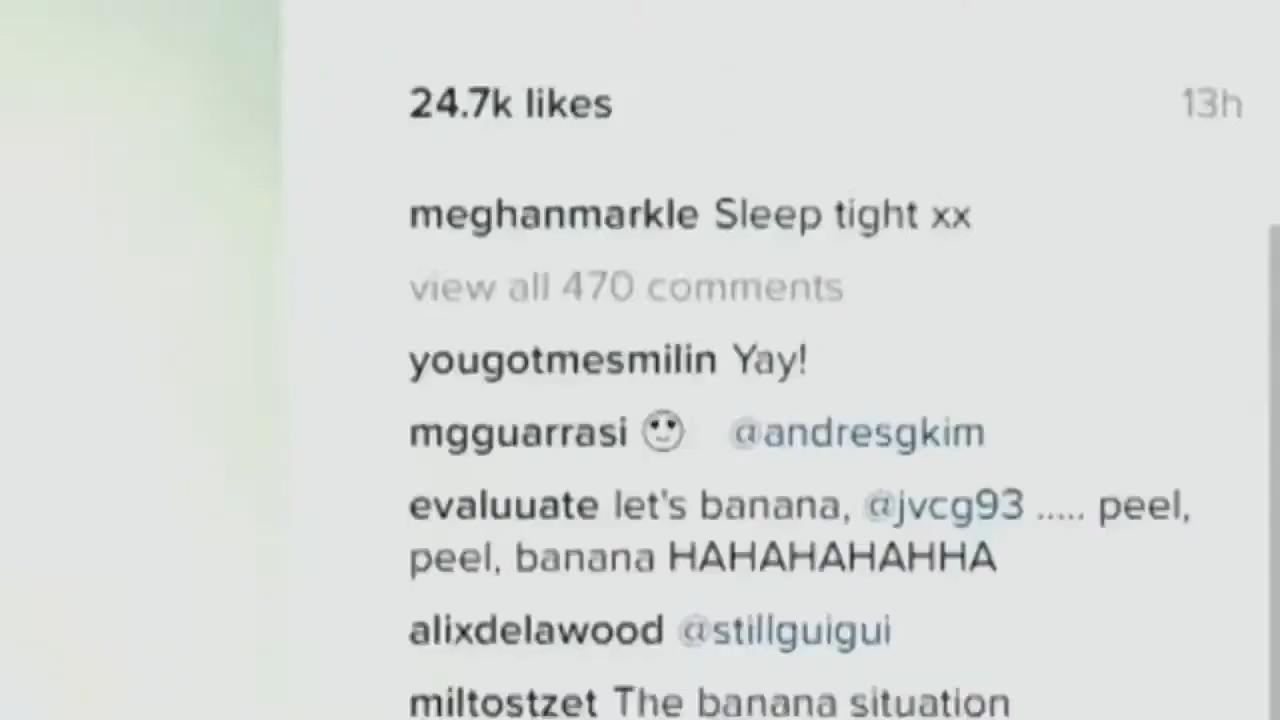 24.7k likes 13h
meghanmarkle Sleep tight xx
view all 470 comments
yougotmesmilin Yay!
mgguarrasi 🙄 @andresgkim
evaluuate let's banana, @jvcg93 ..... peel,
peel, banana HAHAHAHAHHA
alixdelawood @stillguigui
miltostzet The banana situation